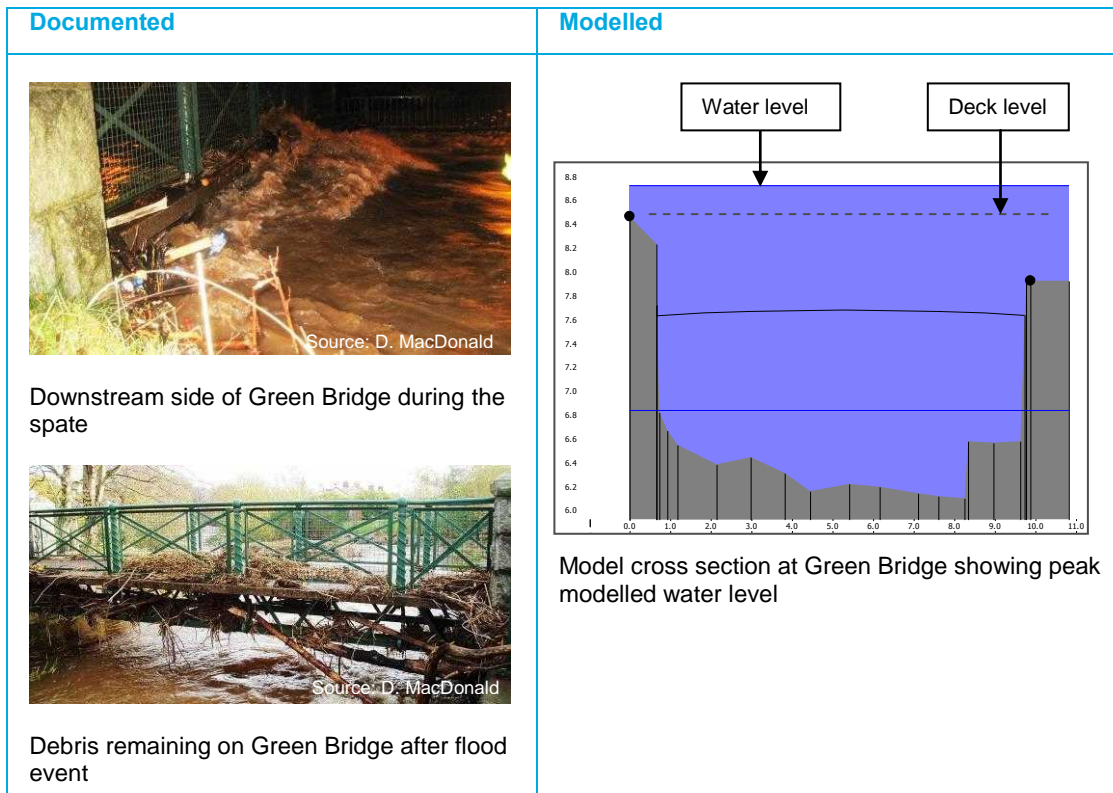 Documented
Modelled
Source: D. MacDonald
Downstream side of Green Bridge during the
spate
Source: D. MacDonald
Debris remaining on Green Bridge after flood
event
Water level
Deck level
8.8
8.6
8.4
8.2
8.0
7.8
7.6
7.4
7.2
7.0
6.8
6.6
6.4
6.2
6.0
0.0 1.0 2.0 3.0 4.0 5.0 6.0 7.0 8.0 9.0 10.0 11.0
Model cross section at Green Bridge showing peak
modelled water level